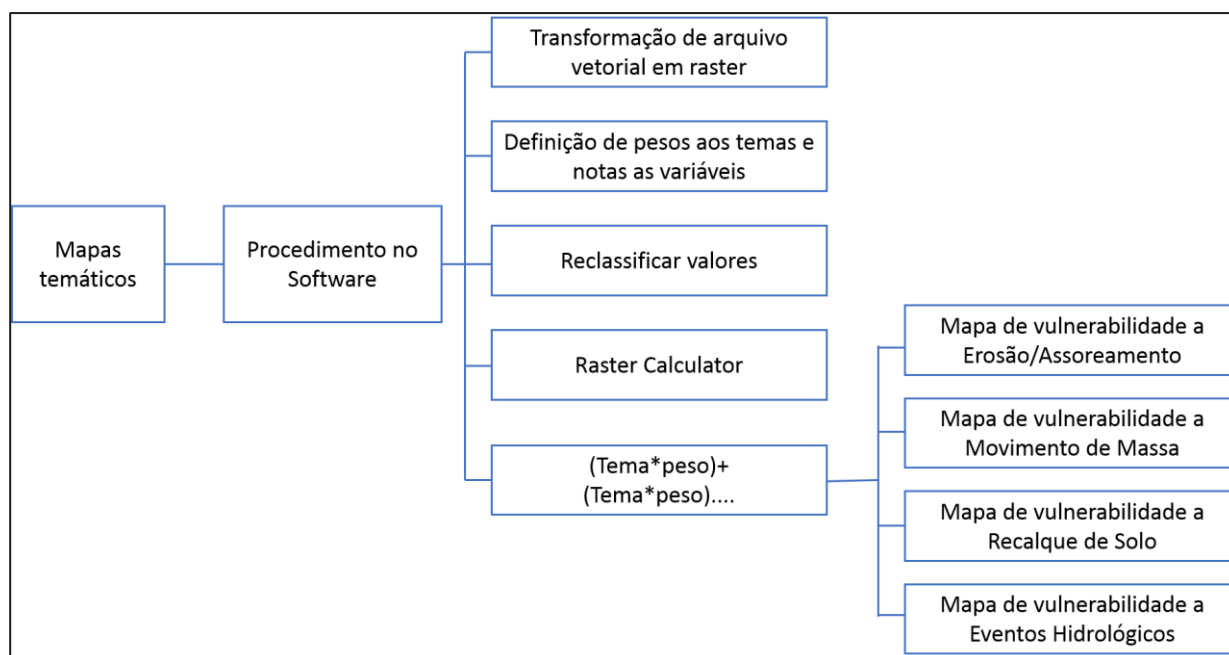 Mapas
temáticos
Procedimento no
Software
Transformação de arquivo
vetorial em raster
Definição de pesos aos temas e
notas as variáveis
Reclassificar valores
Raster Calculator
(Tema*peso)+
(Tema*peso)....
Mapa de vulnerabilidade a
Erosão/Assoreamento
Mapa de vulnerabilidade a
Movimento de Massa
Mapa de vulnerabilidade a
Recalque de Solo
Mapa de vulnerabilidade a
Eventos Hidrológicos